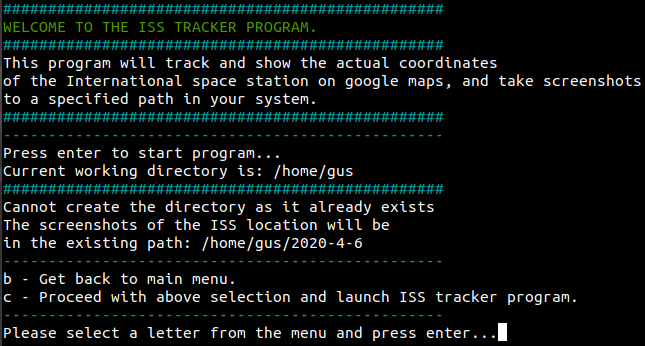 #################################################
WELCOME TO THE ISS TRACKER PROGRAM.
#################################################
This program will track and show the actual coordinates
of the International space station on google maps, and take screenshots
to a specified path in your system.
#################################################
-------------------------------------------------
Press enter to start program...
Current working directory is: /home/gus
#################################################
Cannot create the directory as it already exists
The screenshots of the ISS location will be
in the existing path: /home/gus/2020-4-6
-------------------------------------------------
b - Get back to main menu.
c - Proceed with above selection and launch ISS tracker program.
-------------------------------------------------
Please select a letter from the menu and press enter...